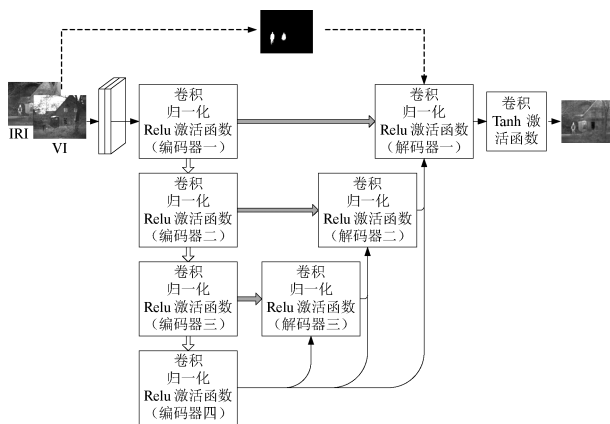 IRI
VI
卷积
归一化
Relu 激活函数
（编码器一）
卷积
归一化
Relu 激活函数
（解码器一）
卷积
Tanh 激
活函数
卷积
归一化
Relu 激活函数
（编码器二）
卷积
归一化
Relu 激活函数
（解码器二）
卷积
归一化
Relu 激活函数
（编码器三）
卷积
归一化
Relu 激活函数
（解码器三）
卷积
归一化
Relu 激活函数
（编码器四）